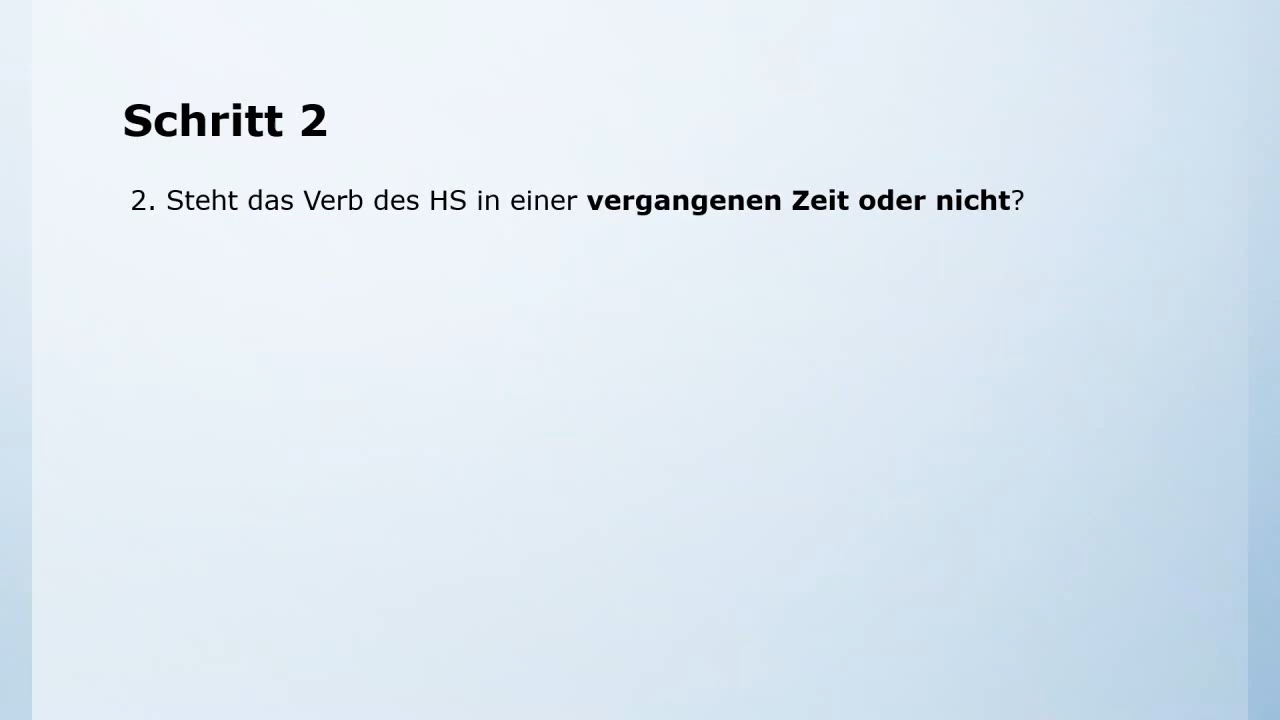 Schritt 2
2. Steht das Verb des HS in einer vergangenen Zeit oder nicht?